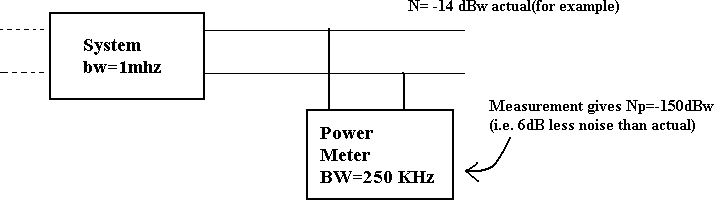 N= -14 dBw actual(for example)
System
bw=1mhz
Measurement gives Np=-150dBw
(i.e. 6dB less noise than actual)
Power
Meter
BW=250 KHz